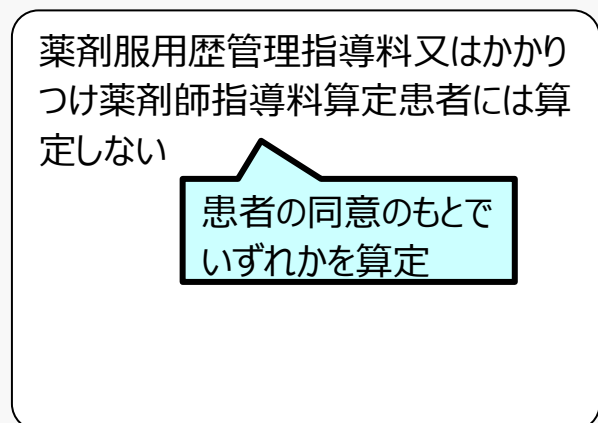 薬剤服用歴管理指導料又はかかり
つけ薬剤師指導料算定患者には算
定しない
患者の同意のもとで
いずれかを算定